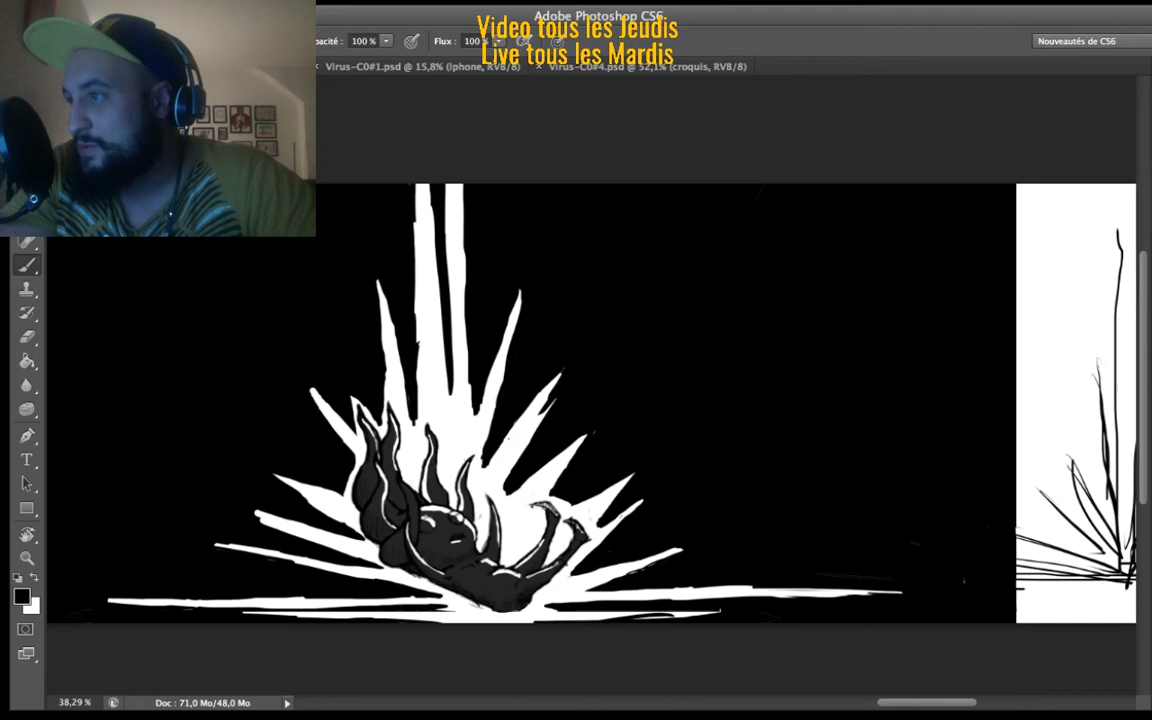 Adobe Photoshop CS6
Video tous les Jeudis
Live tous les Mardis
pacité : 100 % Flux : 100 % Nouveautés de CS6
Virus-C0#1.psd @ 15,8% (iphone, RVB/8) × Virus-C0#4.psd @ 52,1% (croquis, RVB/8)
38,29 % Doc : 71,0 Mo/48,0 Mo